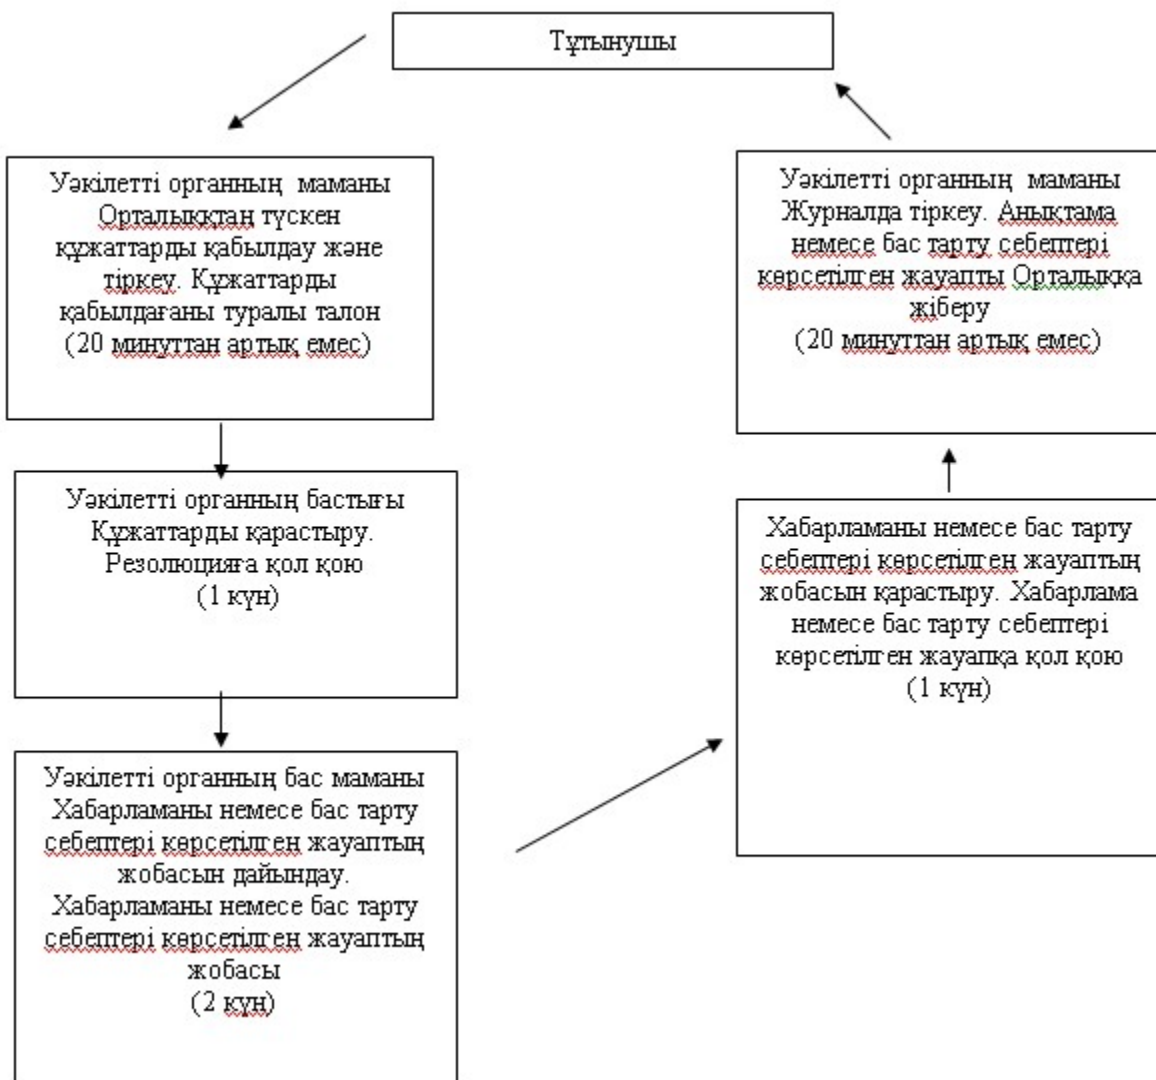 Тұтынушы
Уәкілетті органның маманы
Орталықтаң түскен
құжаттарды қабылдау және
тіркеу. Құжаттарды
қабылдағаны туралы талон
(20 минуттан артық емес)
Уәкілетті органның бастығы
Құжаттарды қарастыру.
Резолюцияға қол қою
(1 күн)
Уәкілетті органның бас маманы
Хабарламаны немесе бас тарту
себептері көрсетілген жауаптың
жобасын дайындау.
Хабарламаны немесе бас тарту
себептері көрсетілген жауаптың
жобасы
(2 күн)
Хабарламаны немесе бас тарту
себептері көрсетілген жауаптың
жобасын қарастыру. Хабарлама
немесе бас тарту себептері
көрсетілген жауапқа қол қою
(1 күн)
Уәкілетті органның маманы
Журналда тіркеу. Анықтама
немесе бас тарту себептері
көрсетілген жауапты Орталыққа
жіберу
(20 минуттан артық емес)